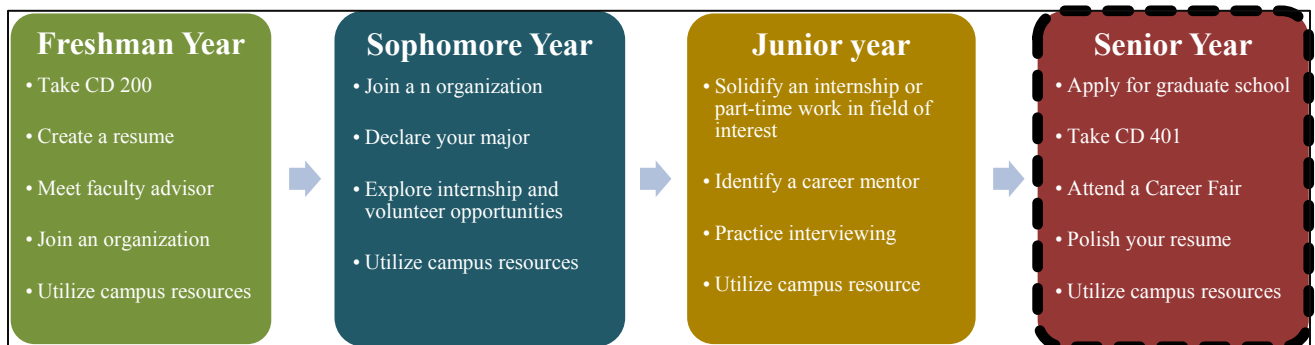 Freshman Year
• Take CD 200
• Create a resume
• Meet faculty advisor
• Join an organization
• Utilize campus resources
Sophomore Year
• Join a n organization
• Declare your major
• Explore internship and
volunteer opportunities
• Utilize campus resources
Junior year
• Solidify an internship or
part-time work in field of
interest
• Identify a career mentor
• Practice interviewing
• Utilize campus resource
Senior Year
• Apply for graduate school
• Take CD 401
• Attend a Career Fair
• Polish your resume
• Utilize campus resources